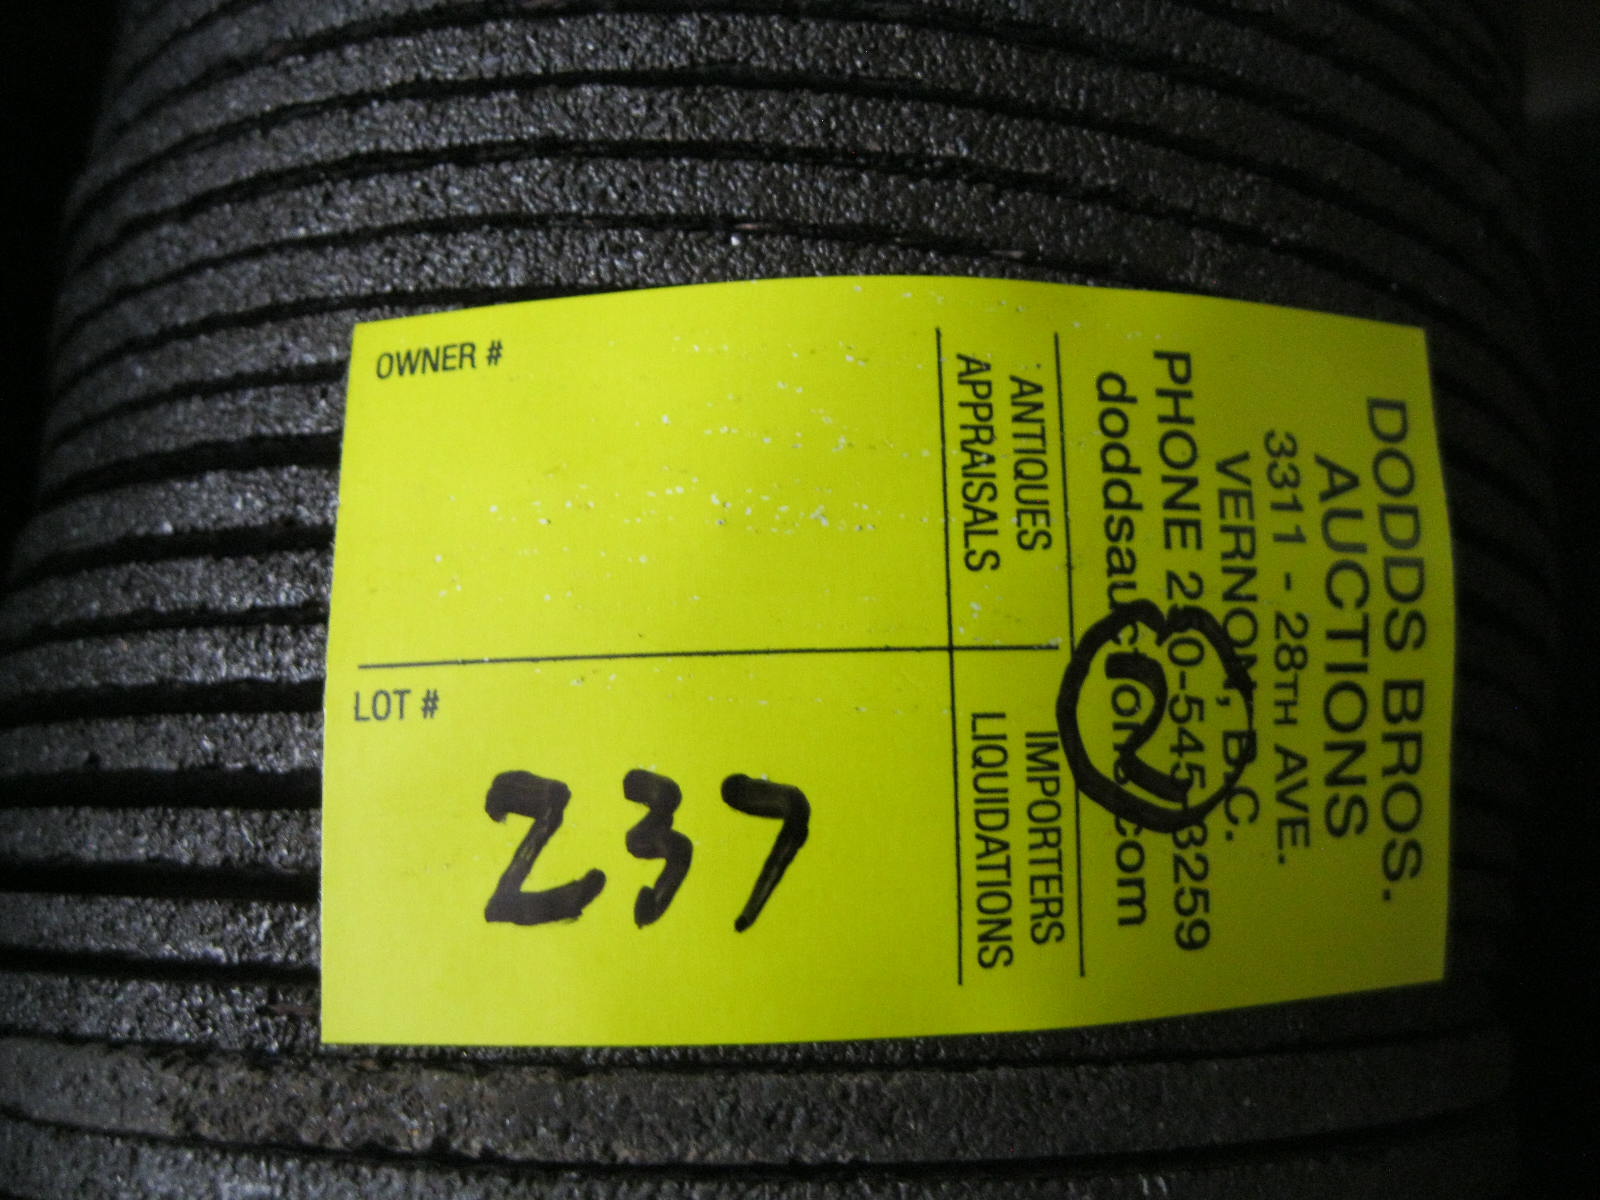 DODDS BROS.
AUCTIONS
3311 - 28TH AVE.
VERNON, B.C.
PHONE 250-545-3259
doddsauctions.com
2
ANTIQUES IMPORTERS
APPRAISALS LIQUIDATIONS
OWNER #
LOT #
237